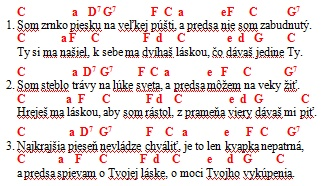 C a D⁷ G⁷ F C a e F C G⁷
1. Som zrnko piesku na veľkej púšti, a predsa nie som zabudnutý.
C a F C F d C e d G C
Ty si ma našiel, k sebe ma dvíhaš láskou, čo dávaš jedine Ty.
C a D⁷ G⁷ F C a e F C G⁷
2. Som steblo trávy na lúke sveta, a predsa môžem na veky žiť.
C a F C F d C e d G C
Hreješ ma láskou, aby som rástol, z prameňa viery dávaš mi piť.
C a D⁷ G⁷ F C a e F C G⁷
3. Najkrajšia pieseň nevládze chváliť, je to len kvapka nepatrná,
C a F C F d C e d G C
a predsa spievam o Tvojej láske, o moci Tvojho vykúpenia.